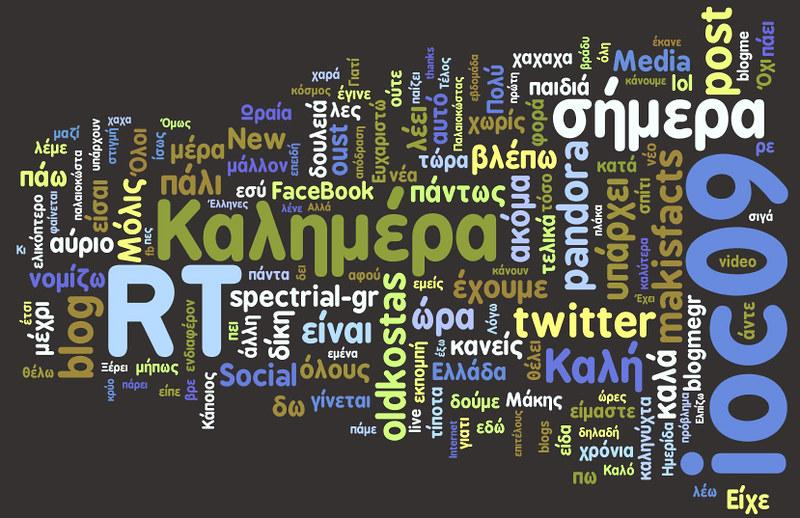 Καλημέρα
RT
ioc09
σήμερα
post
Media
lol
blogme
Όχι
πάει
χαχαχα
πρώτη
βράδυ
όλη
έκανε
κάνουμε
παιδιά
Πολύ
εβδομάδα
thanks
Τέλος
παίζει
Παλαιοκώστας
αυτό
λέει
ούτε
Γιατί
χαρά
κόσμος
έγινε
λες
Ευχαριστώ
απόδραση
oust
δουλειά
επειδή
Ωραία
New
μάλλον
μέρα
Όμως
χαχα
Όλοι
ίσως
στιγμή
υπάρχουν
μαζί
λέμε
πάω
παλαιοκώστα
φαίνεται
είσαι
Μόλις
πάλι
εσύ
FaceBook
νέα
τώρα
βλέπω
χωρίς
φορά
πάντως
Έλληνες
λένε
Αλλά
ακόμα
τόσο
τελικά
pandora
πλάκα
κατά
νέο
σπίτι
υπάρχει
καλύτερα
makisfacts
ρε
σιγά
video
άντε
blogmegr
Έχει
ελικόπτερο
Κι
αύριο
fb
πες
νομίζω
έτσι
μέχρι
blog
θέλω
Ξέρει
κρύο
μήπως
πάρει
είπε
ενδιαφέρον
βρε
Κάποιος
πει
άλλη
δίκη
spectrial-gr
πάντα
δει
αφού
εμείς
κάνουν
έχουμε
oldkostas
ώρα
λόγω
twitter
είναι
εμένα
Social
όλους
δω
γίνεται
πάμε
live
εκπομπή
έξω
κανείς
Ελλάδα
θέλει
Καλή
τίποτα
Internet
γιατι
δούμε
εδώ
Μάκης
επιτέλους
blogs
είδα
είμαστε
ώρες
δηλαδή
χρόνια
Καλό
πω
καληνύχτα
Ημερίδα
καλά
πρόβλημα
Ελπίζω
λέω
Είχε